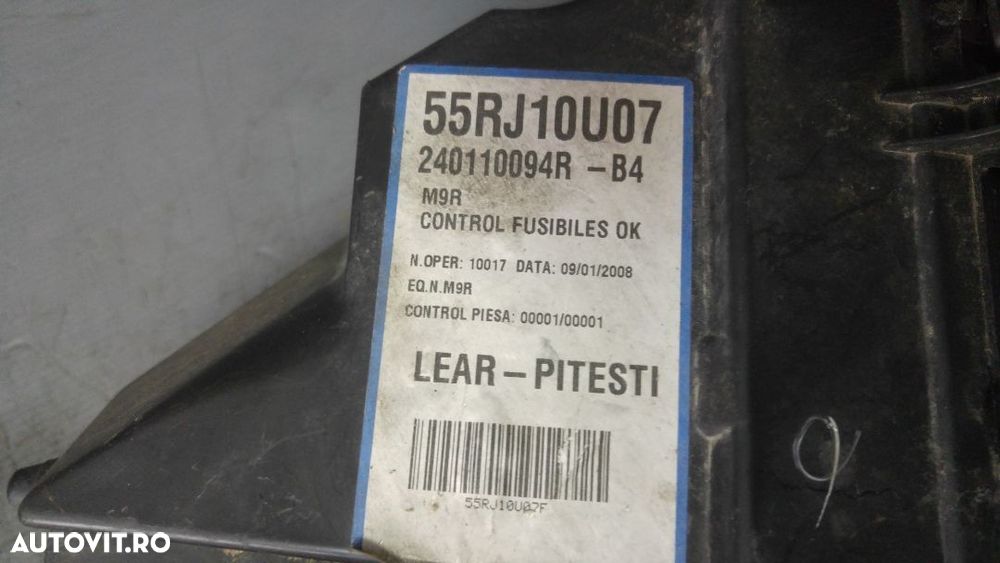 55RJ10U07
240110094R -B4
M9R
CONTROL FUSIBILES OK
N.OPER: 10017 DATA: 09/01/2008
EQ.N.M9R
CONTROL PIESA: 00001/00001
LEAR-PITESTI
55RJ10U07F
9
AUTOVIT.RO